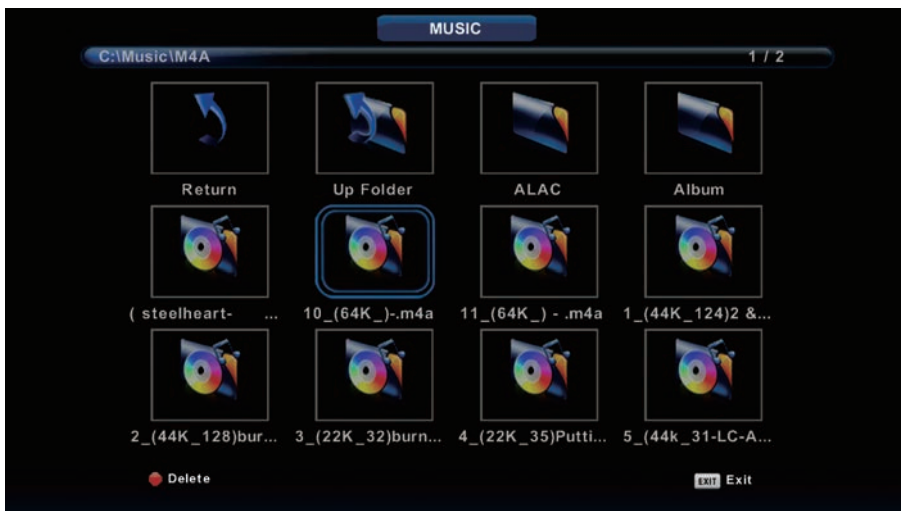 MUSIC
C:\Music\M4A 1 / 2
Return Up Folder ALAC Album
( steelheart- ... 10_(64K_)-.m4a 11_(64K_) - .m4a 1_(44K_124)2 &...
2_(44K_128)bur... 3_(22K_32)burn... 4_(22K_35)Putti... 5_(44k_31-LC-A...
Delete EXIT Exit